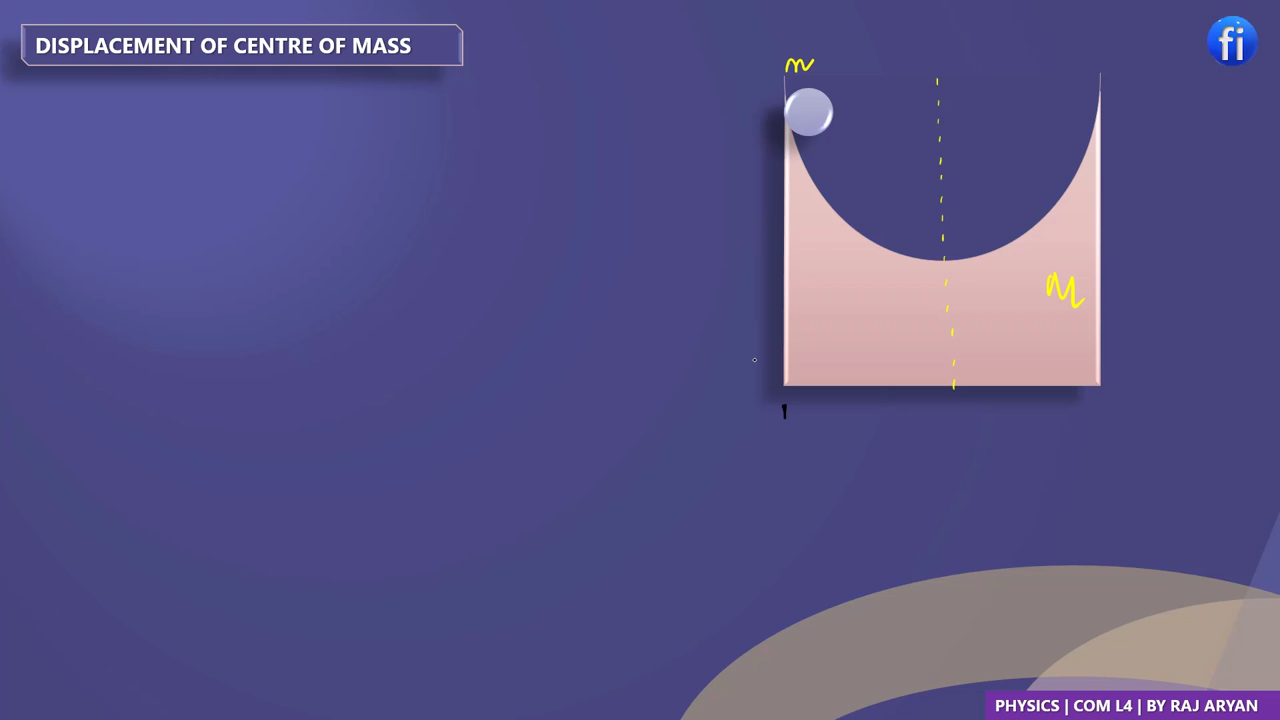 DISPLACEMENT OF CENTRE OF MASS
fi
m
M
PHYSICS | COM L4 | BY RAJ ARYAN